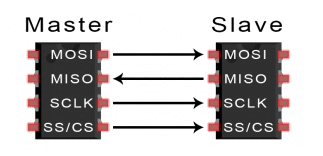 Master Slave
MOSI MOSI
MISO MISO
SCLK SCLK
SS/CS SS/CS